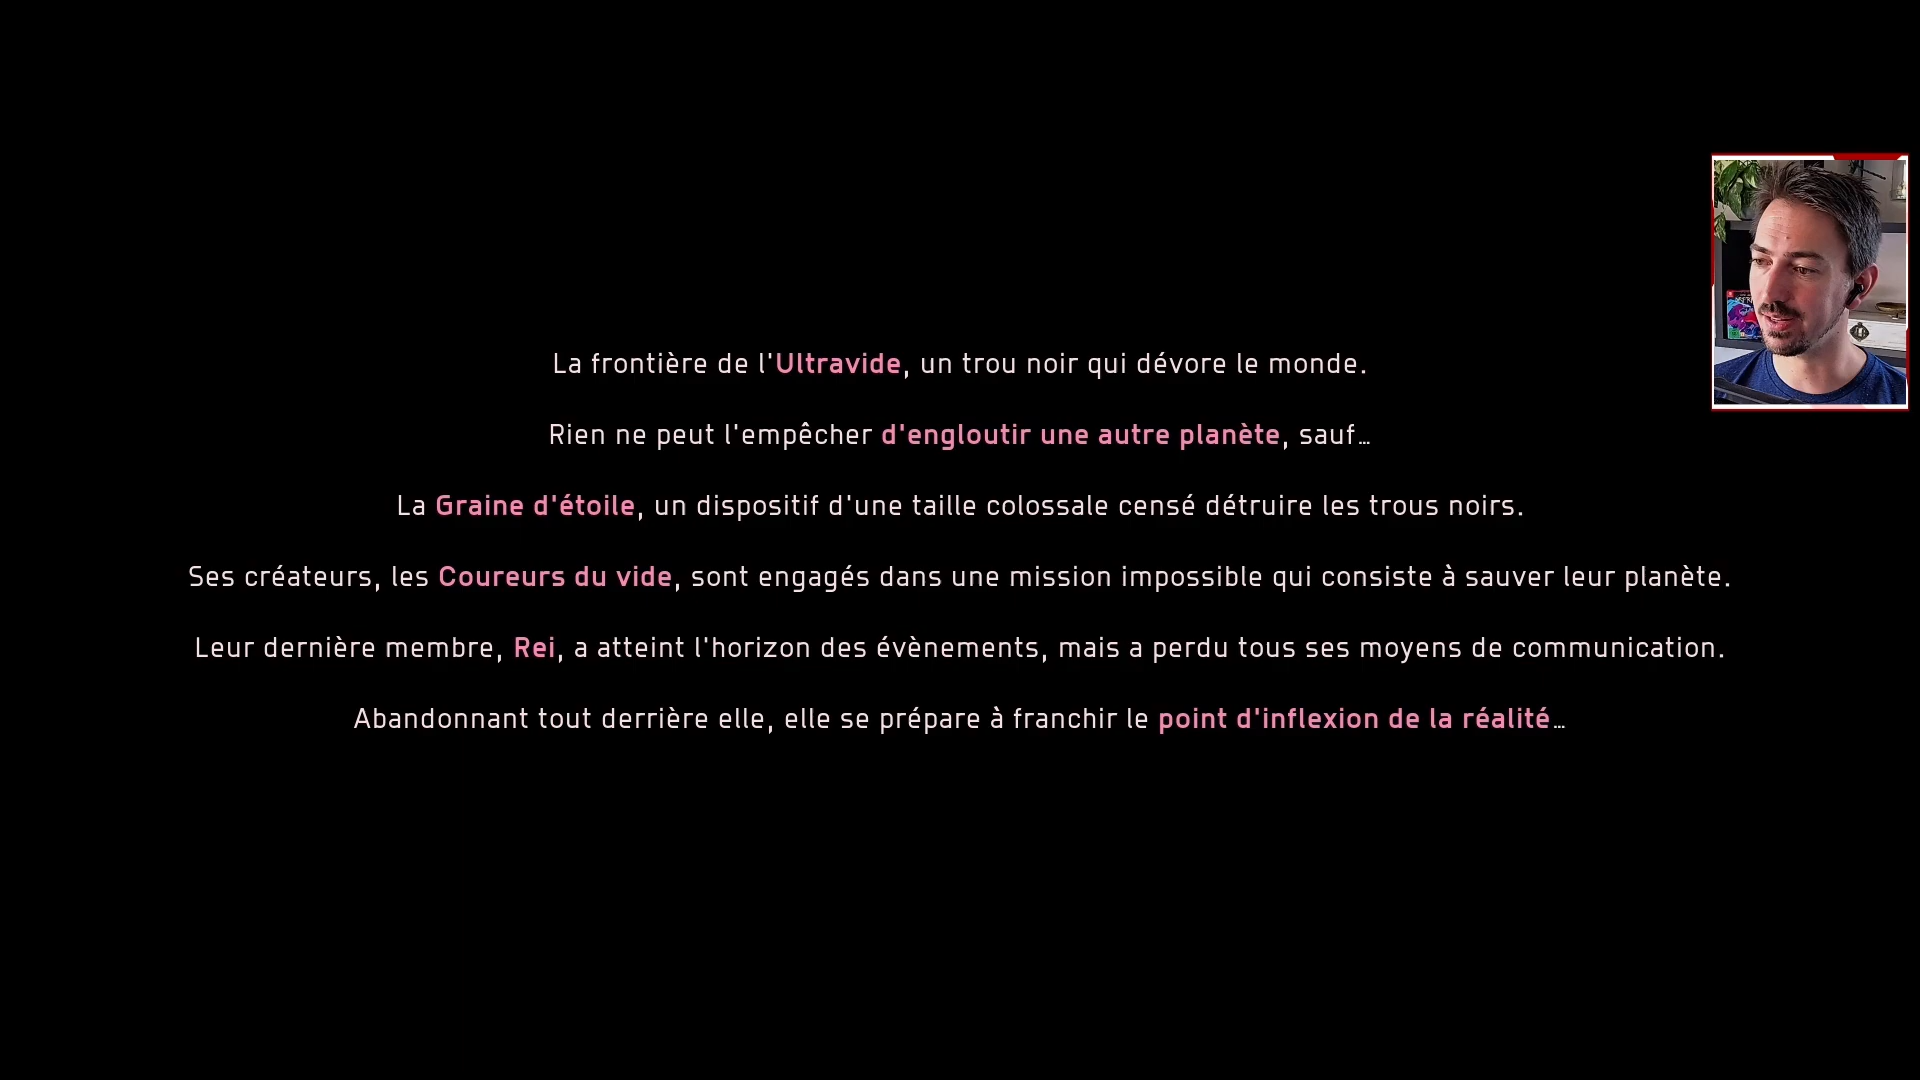 La frontière de l'Ultravide, un trou noir qui dévore le monde.
Rien ne peut l'empêcher d'engloutir une autre planète, sauf…
La Graine d'étoile, un dispositif d'une taille colossale censé détruire les trous noirs.
Ses créateurs, les Coureurs du vide, sont engagés dans une mission impossible qui consiste à sauver leur planète.
Leur dernière membre, Rei, a atteint l'horizon des évènements, mais a perdu tous ses moyens de communication.
Abandonnant tout derrière elle, elle se prépare à franchir le point d'inflexion de la réalité…